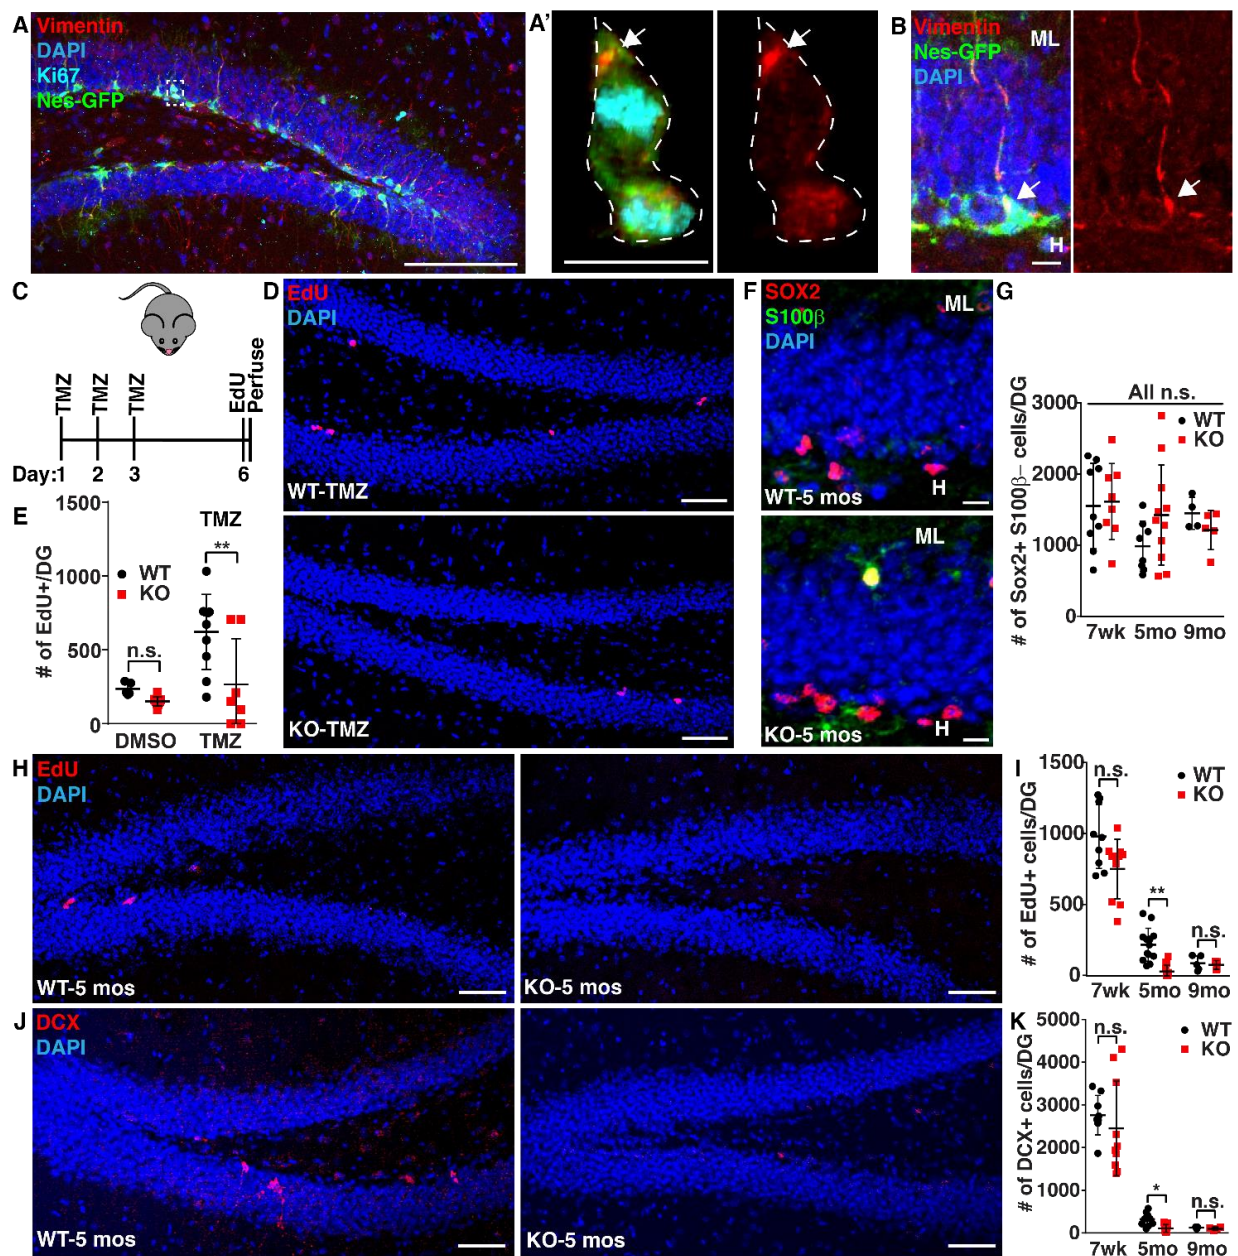 A
Vimentin
DAPI
Ki67
Nes-GFP
A'
B
Vimentin
Nes-GFP
DAPI
ML
H
C
TMZ
TMZ
TMZ
EdU
Perfuse
Day:1
2
3
6
D
EdU
DAPI
WT-TMZ
KO-TMZ
E
1500
1000
500
0
# of EdU+/DG
TMZ
**
WT
KO
n.s.
DMSO
TMZ
F
SOX2
S100β
DAPI
ML
H
WT-5 mos
ML
H
KO-5 mos
G
All n.s.
3000
2000
1000
0
# of Sox2+ S100β– cells/DG
WT
KO
7wk 5mo 9mo
H
EdU
DAPI
WT-5 mos
KO-5 mos
I
1500
1000
500
0
# of EdU+ cells/DG
n.s.
**
n.s.
WT
KO
7wk 5mo 9mo
J
DCX
DAPI
WT-5 mos
KO-5 mos
K
5000
4000
3000
2000
1000
0
# of DCX+ cells/DG
n.s.
*
n.s.
WT
KO
7wk 5mo 9mo